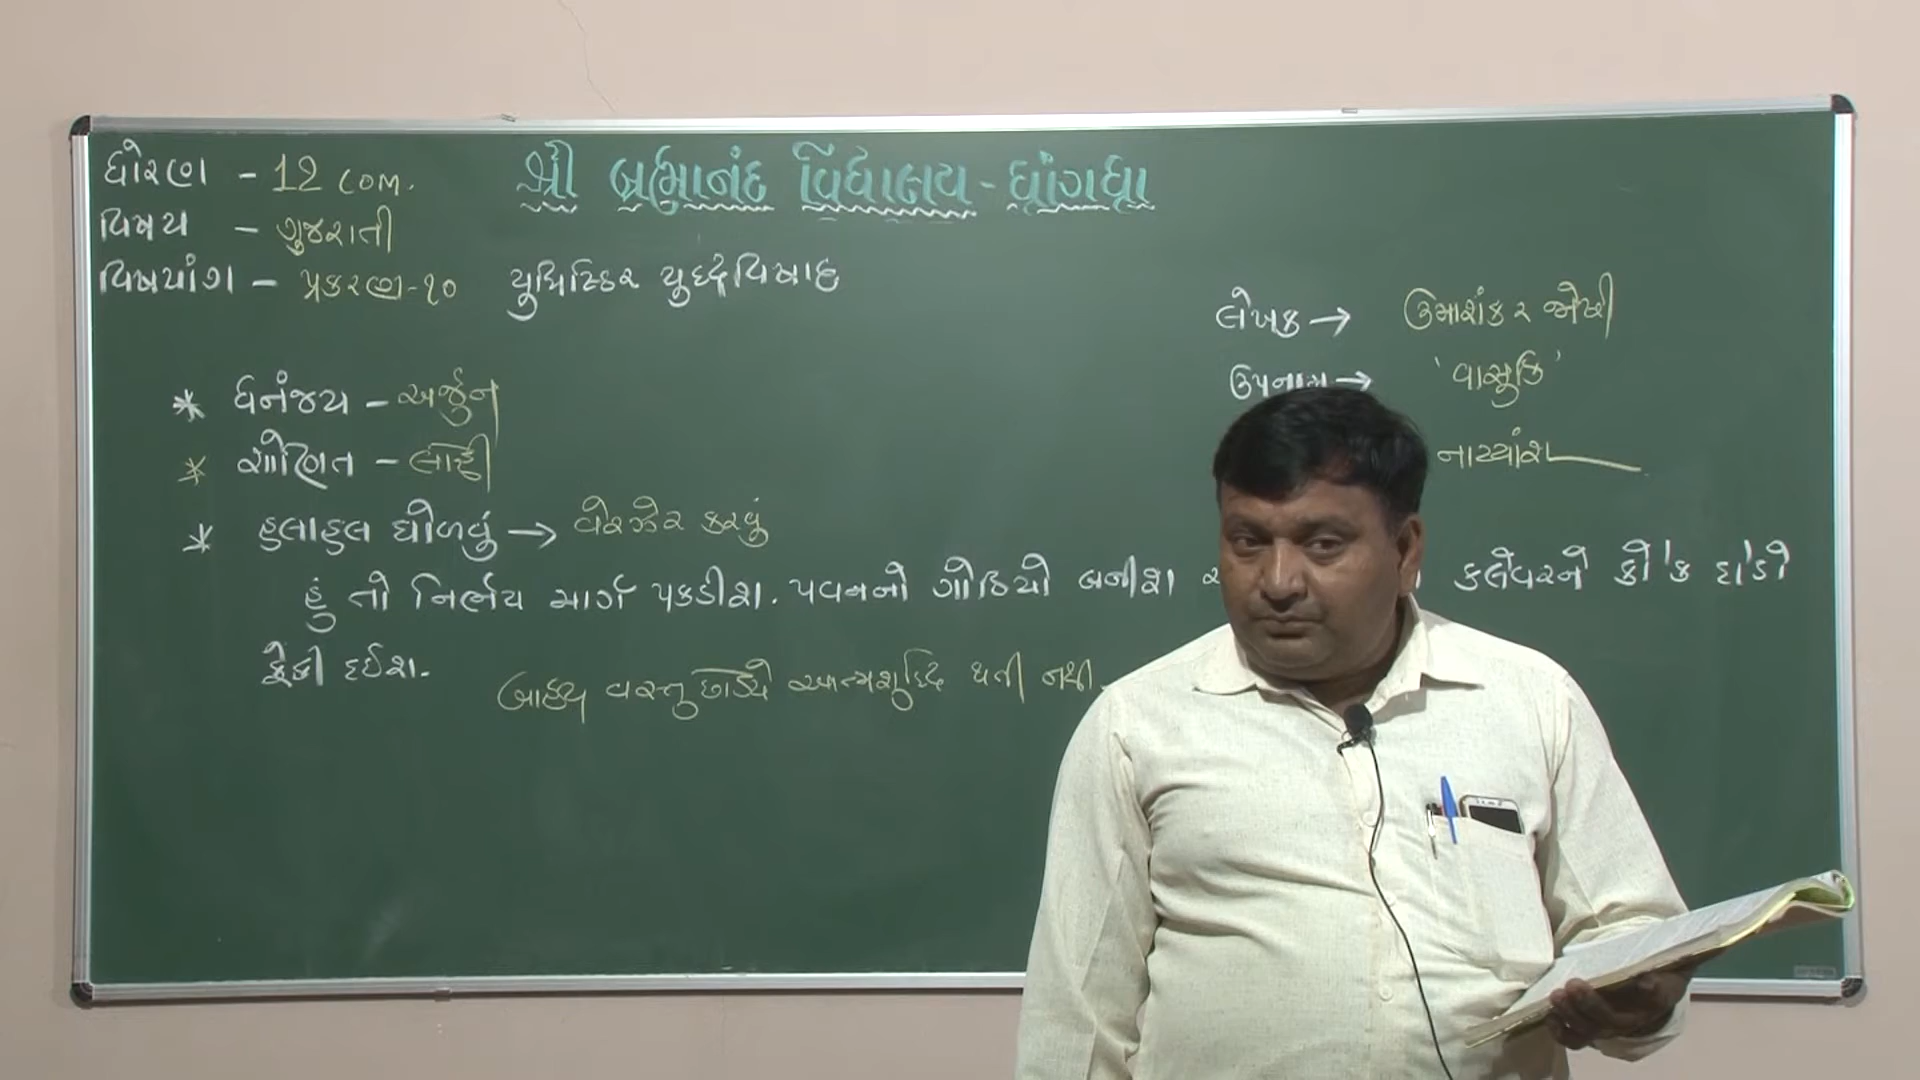 શ્રી બ્રહ્માનંદ વિદ્યાલય - ધ્રાંગધ્રા
ધોરણ - 12 com.
વિષય - ગુજરાતી
વિષયાંગ - પ્રકરણ-૧૦ યુધિષ્ઠિર યુદ્ધવિષાદ
લેખક → ઉમાશંકર જોષી
ઉપનામ → 'વાસુકિ'
નાટ્યાંશ
* ધનંજય - અર્જુન
* શોણિત - લોહી
* હલાહલ ઘોળવું → વેરઝેર કરવું
હું તો નિર્ભય માર્ગ પકડીશ. પવનનો ગોઠિયો બનીશ કલેવરને કો'ક દા'ડો
ફેંકી દઈશ.
બાહ્ય વસ્તુ છોડ્યે આત્મશુદ્ધિ થતી નથી.